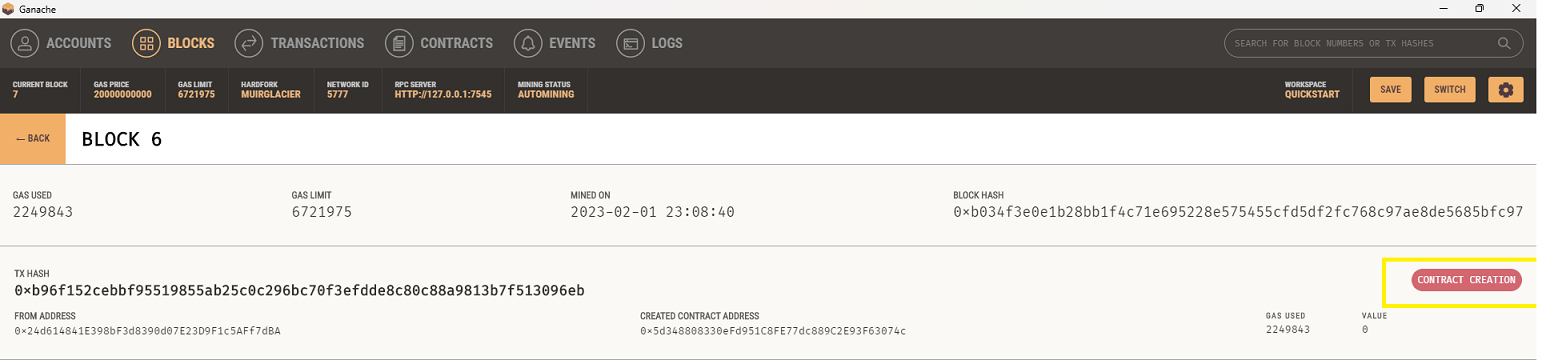 Ganache
ACCOUNTS BLOCKS TRANSACTIONS CONTRACTS EVENTS LOGS SEARCH FOR BLOCK NUMBERS OR TX HASHES
CURRENT BLOCK GAS PRICE GAS LIMIT HARDFORK NETWORK ID RPC SERVER MINING STATUS WORKSPACE
7 20000000000 6721975 MUIRGLACIER 5777 HTTP://127.0.0.1:7545 AUTOMINING QUICKSTART SAVE SWITCH
← BACK BLOCK 6
GAS USED GAS LIMIT MINED ON BLOCK HASH
2249843 6721975 2023-02-01 23:08:40 0×b034f3e0e1b28bb1f4c71e695228e575455cfd5df2fc768c97ae8de5685bfc97
TX HASH
0×b96f152cebbf95519855ab25c0c296bc70f3efdde8c80c88a9813b7f513096eb CONTRACT CREATION
FROM ADDRESS CREATED CONTRACT ADDRESS GAS USED VALUE
0×24d614841E398bF3d8390d07E23D9F1c5AFf7dBA 0×5d348808330eFd951C8FE77dc889C2E93F63074c 2249843 0